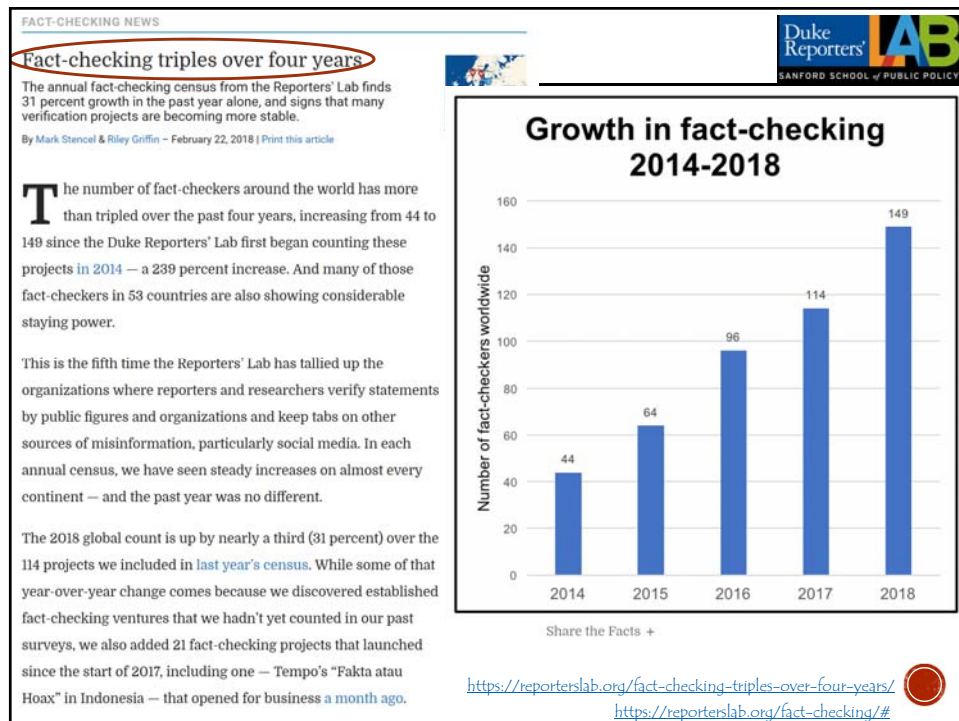 FACT-CHECKING NEWS
Fact-checking triples over four years
The annual fact-checking census from the Reporters' Lab finds
31 percent growth in the past year alone, and signs that many
verification projects are becoming more stable.
By Mark Stencel & Riley Griffin – February 22, 2018 | Print this article
The number of fact-checkers around the world has more
than tripled over the past four years, increasing from 44 to
149 since the Duke Reporters' Lab first began counting these
projects in 2014 — a 239 percent increase. And many of those
fact-checkers in 53 countries are also showing considerable
staying power.
This is the fifth time the Reporters' Lab has tallied up the
organizations where reporters and researchers verify statements
by public figures and organizations and keep tabs on other
sources of misinformation, particularly social media. In each
annual census, we have seen steady increases on almost every
continent — and the past year was no different.
The 2018 global count is up by nearly a third (31 percent) over the
114 projects we included in last year's census. While some of that
year-over-year change comes because we discovered established
fact-checking ventures that we hadn't yet counted in our past
surveys, we also added 21 fact-checking projects that launched
since the start of 2017, including one — Tempo's "Fakta atau
Hoax" in Indonesia — that opened for business a month ago.
Duke
Reporters' LAB
SANFORD SCHOOL of PUBLIC POLICY
Growth in fact-checking
2014-2018
Number of fact-checkers worldwide
160
140
120
100
80
60
40
20
0
44
64
96
114
149
2014 2015 2016 2017 2018
Share the Facts +
https://reporterslab.org/fact-checking-triples-over-four-years/
https://reporterslab.org/fact-checking/#